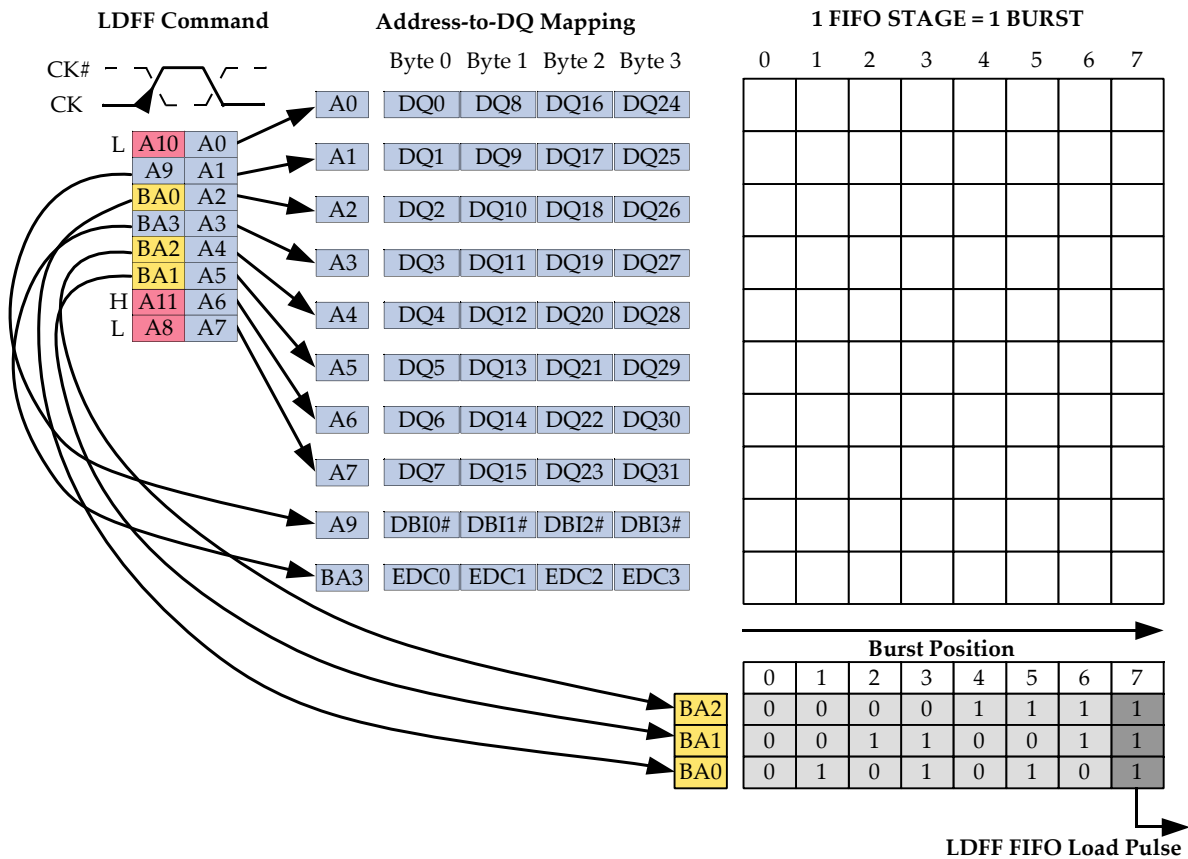 LDFF Command
Address-to-DQ Mapping
1 FIFO STAGE = 1 BURST
Byte 0 Byte 1 Byte 2 Byte 3
0 1 2 3 4 5 6 7
CK#
CK
L A10 A0
A9 A1
BA0 A2
BA3 A3
BA2 A4
BA1 A5
H A11 A6
L A8 A7
A0 DQ0 DQ8 DQ16 DQ24
A1 DQ1 DQ9 DQ17 DQ25
A2 DQ2 DQ10 DQ18 DQ26
A3 DQ3 DQ11 DQ19 DQ27
A4 DQ4 DQ12 DQ20 DQ28
A5 DQ5 DQ13 DQ21 DQ29
A6 DQ6 DQ14 DQ22 DQ30
A7 DQ7 DQ15 DQ23 DQ31
A9 DBI0# DBI1# DBI2# DBI3#
BA3 EDC0 EDC1 EDC2 EDC3
Burst Position
0 1 2 3 4 5 6 7
BA2 0 0 0 0 1 1 1 1
BA1 0 0 1 1 0 0 1 1
BA0 0 1 0 1 0 1 0 1
LDFF FIFO Load Pulse